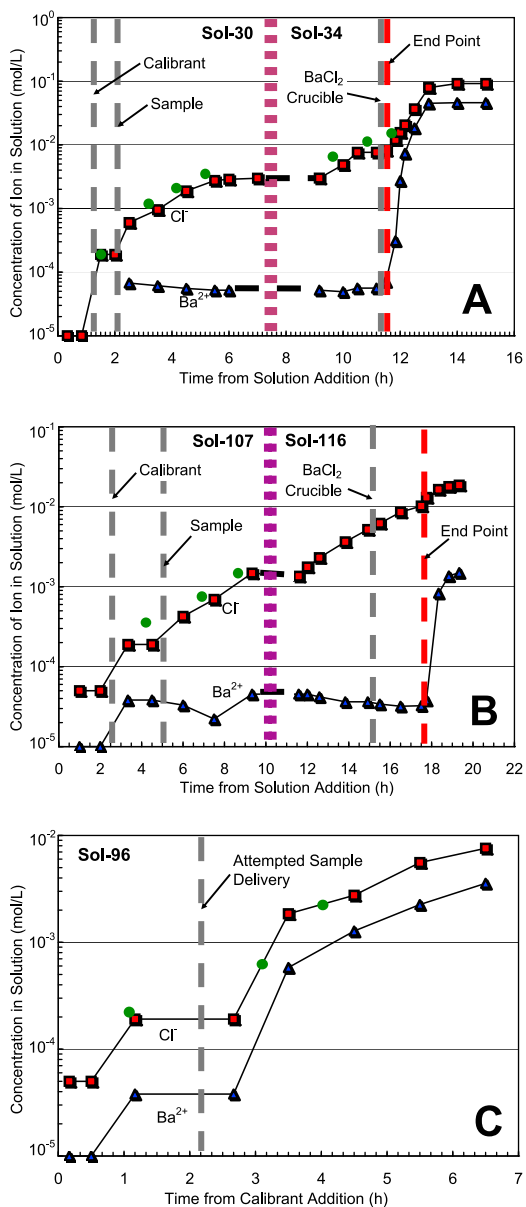 10⁰
10⁻¹
10⁻²
10⁻³
10⁻⁴
10⁻⁵
Concentration of Ion in Solution (mol/L)
Sol-30
Sol-34
End Point
Calibrant
BaCl₂
Crucible
Sample
Cl⁻
Ba²⁺
A
0 2 4 6 8 10 12 14 16
Time from Solution Addition (h)
10⁻¹
10⁻²
10⁻³
10⁻⁴
10⁻⁵
Concentration of Ion in Solution (mol/L)
Sol-107
Sol-116
Calibrant
BaCl₂
Crucible
Sample
End Point
Cl⁻
Ba²⁺
B
0 2 4 6 8 10 12 14 16 18 20 22
Time from Solution Addition (h)
10⁻²
10⁻³
10⁻⁴
10⁻⁵
Concentration in Solution (mol/L)
Sol-96
Attempted Sample
Delivery
Cl⁻
Ba²⁺
C
0 1 2 3 4 5 6 7
Time from Calibrant Addition (h)